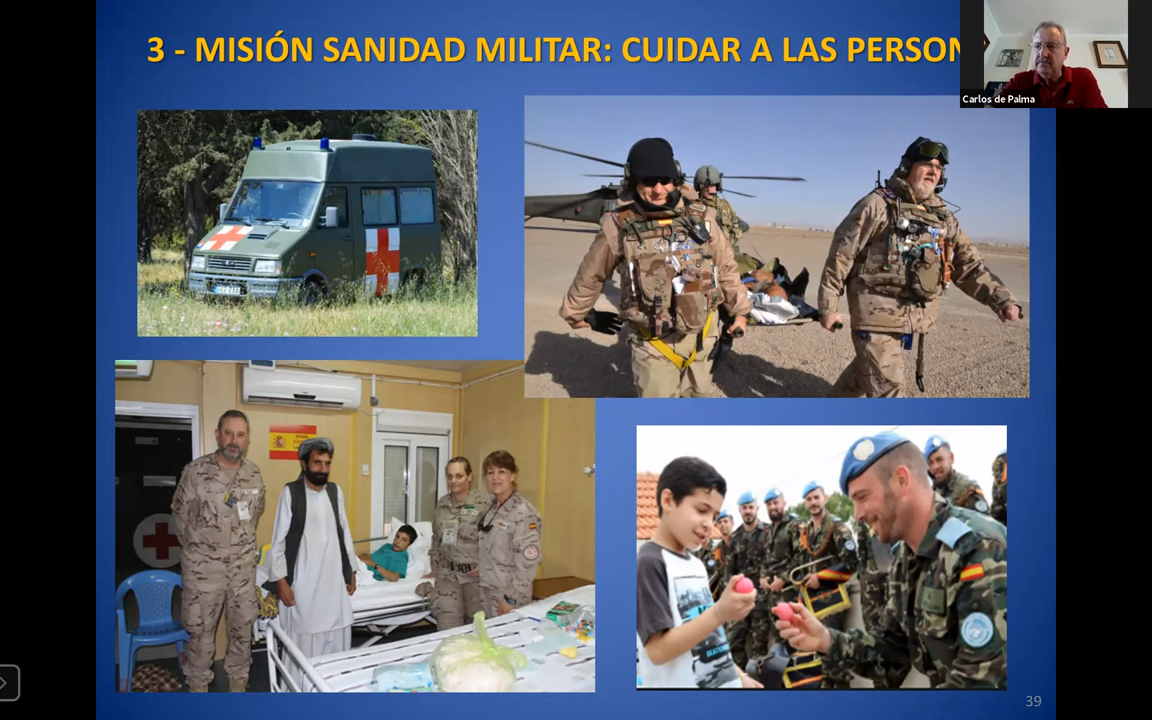 3 - MISIÓN SANIDAD MILITAR: CUIDAR A LAS PERSON
Carlos de Palma
39